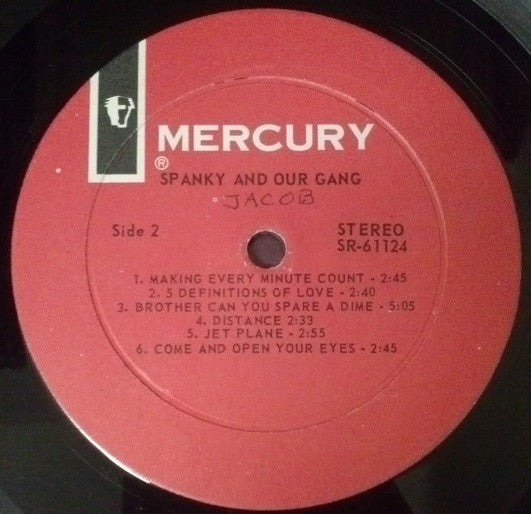 MERCURY
®
SPANKY AND OUR GANG
JACOB
Side 2
STEREO
SR-61124
1. MAKING EVERY MINUTE COUNT - 2:45
2. 5 DEFINITIONS OF LOVE - 2:40
3. BROTHER CAN YOU SPARE A DIME - 5:05
4. DISTANCE 2:33
5. JET PLANE - 2:55
6. COME AND OPEN YOUR EYES - 2:45